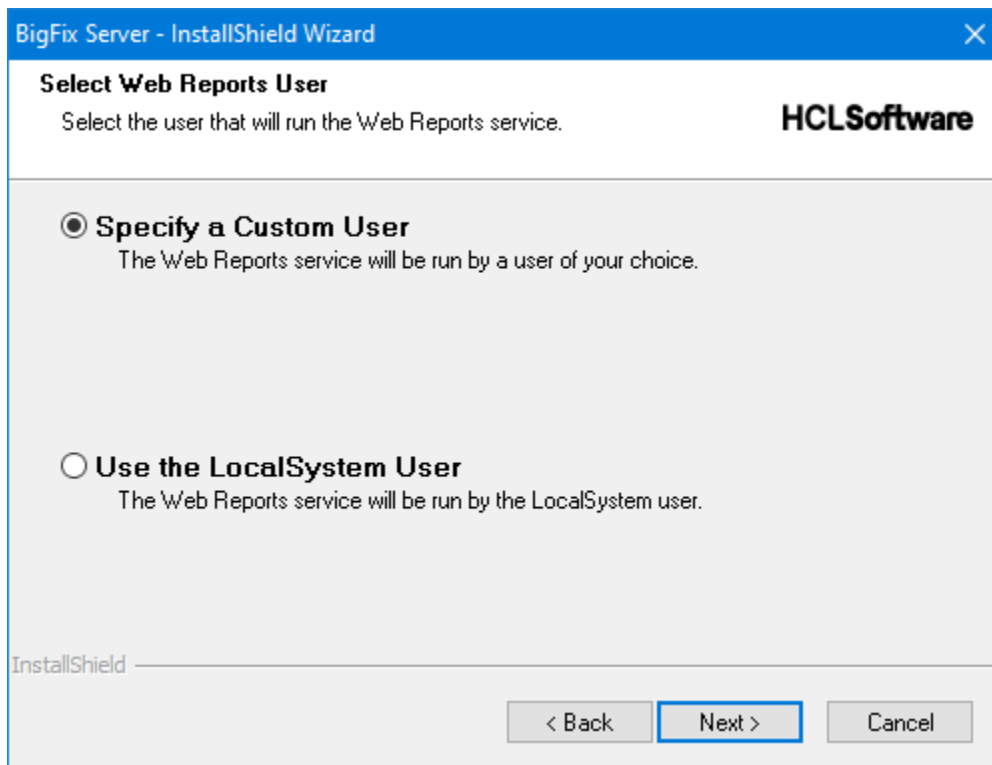 BigFix Server - InstallShield Wizard
Select Web Reports User
Select the user that will run the Web Reports service.
HCLSoftware
Specify a Custom User
The Web Reports service will be run by a user of your choice.
Use the LocalSystem User
The Web Reports service will be run by the LocalSystem user.
InstallShield
< Back
Next >
Cancel